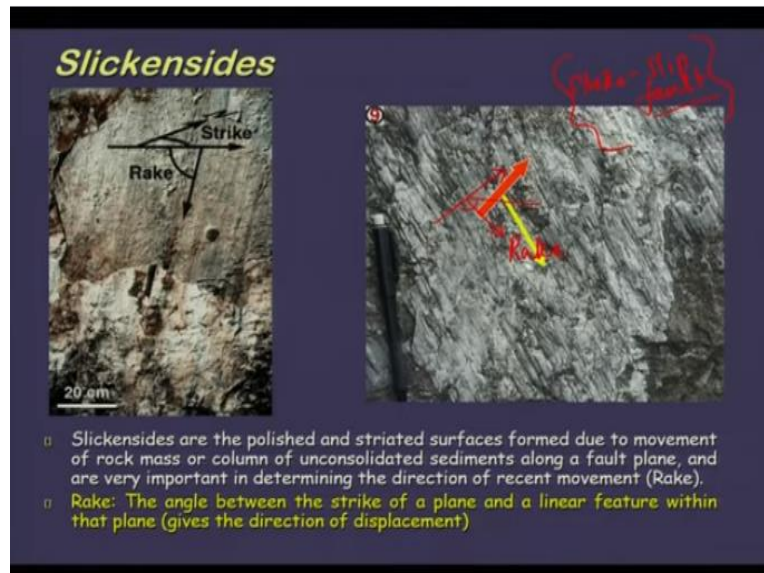 Slickensides
Strike
Rake
20 cm
9
slip
faults
Rake
Slickensides are the polished and striated surfaces formed due to movement
of rock mass or column of unconsolidated sediments along a fault plane, and
are very important in determining the direction of recent movement (Rake).
Rake: The angle between the strike of a plane and a linear feature within
that plane (gives the direction of displacement)